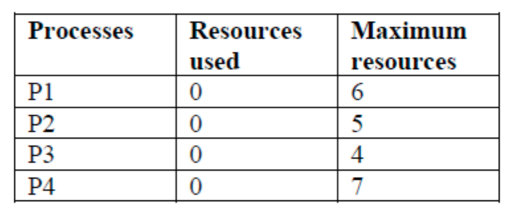 Processes Resources used Maximum resources
P1 0 6
P2 0 5
P3 0 4
P4 0 7